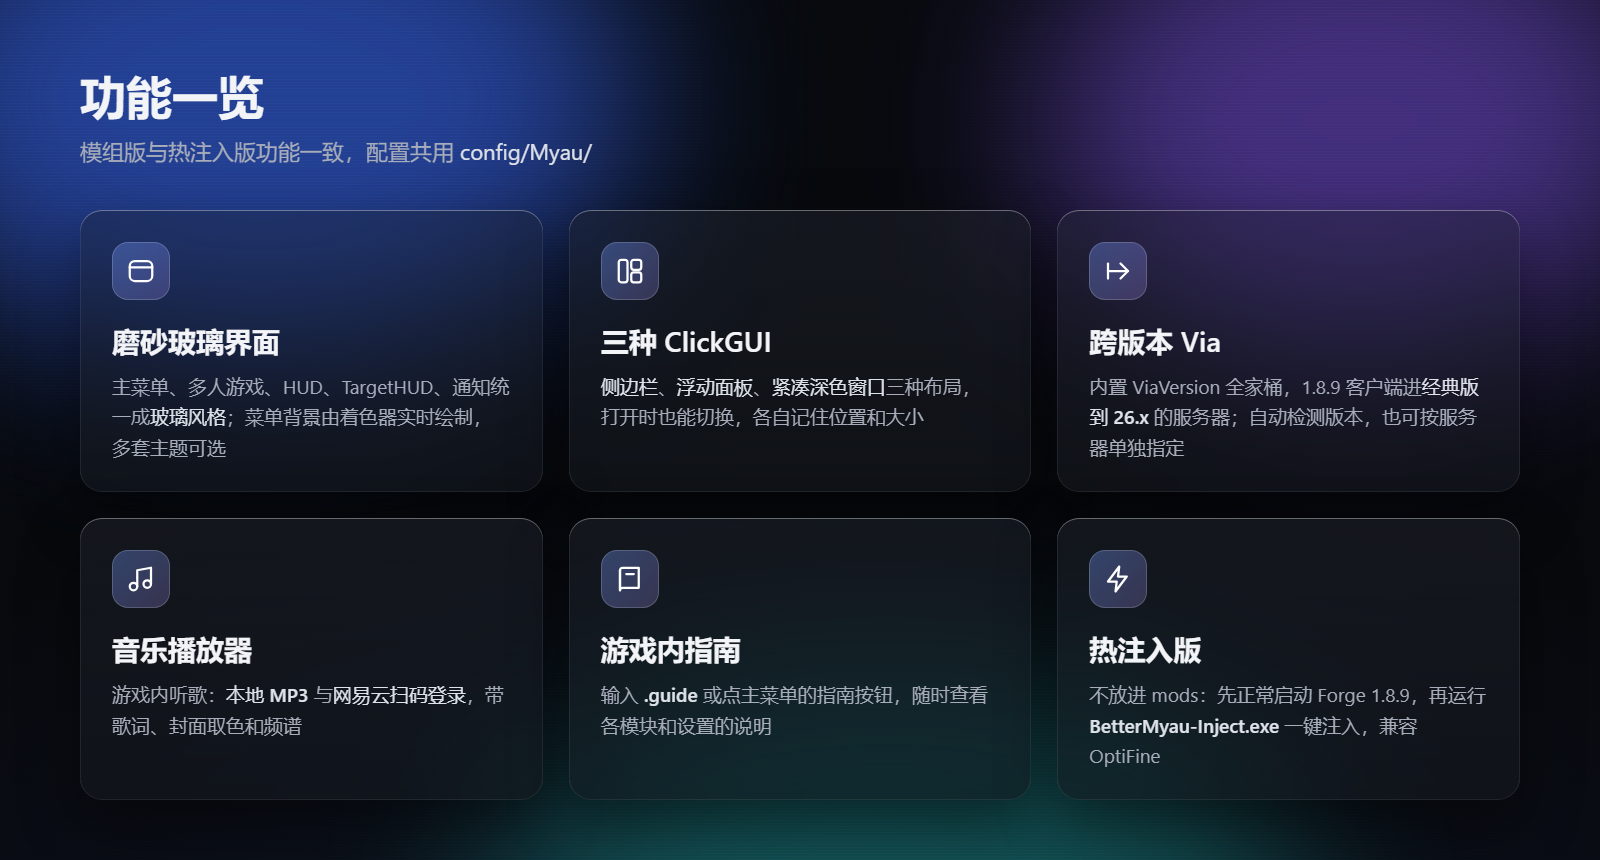 功能一览
模组版与热注入版功能一致，配置共用 config/Myau/
磨砂玻璃界面
主菜单、多人游戏、HUD、TargetHUD、通知统
一成玻璃风格；菜单背景由着色器实时绘制，
多套主题可选
三种 ClickGUI
侧边栏、浮动面板、紧凑深色窗口三种布局，
打开时也能切换，各自记住位置和大小
跨版本 Via
内置 ViaVersion 全家桶，1.8.9 客户端进经典版
到 26.x 的服务器；自动检测版本，也可按服务
器单独指定
音乐播放器
游戏内听歌：本地 MP3 与网易云扫码登录，带
歌词、封面取色和频谱
游戏内指南
输入 .guide 或点主菜单的指南按钮，随时查看
各模块和设置的说明
热注入版
不放进 mods：先正常启动 Forge 1.8.9，再运行
BetterMyau-Inject.exe 一键注入，兼容
OptiFine